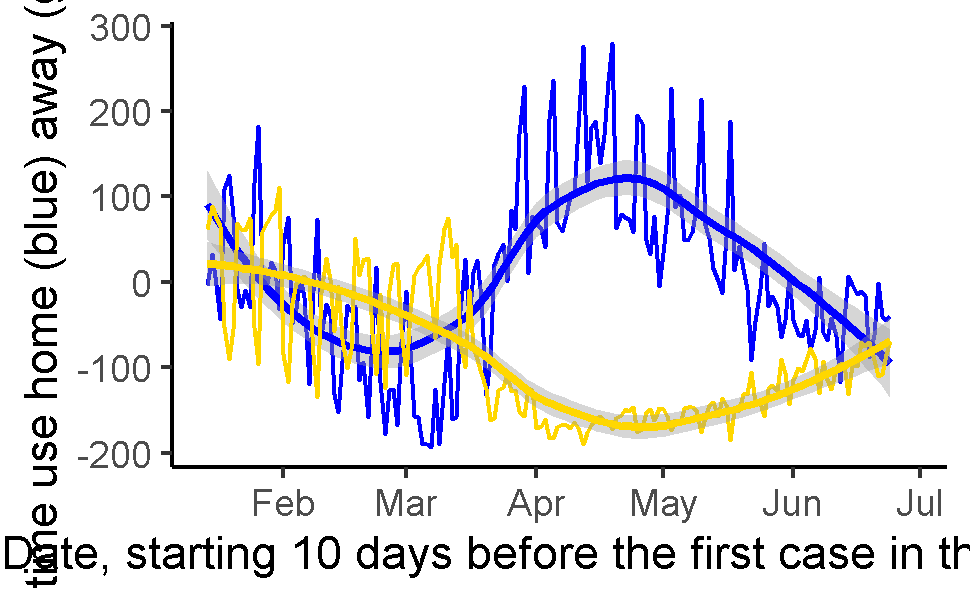 time use home (blue) away (
300
200
100
0
-100
-200
Feb Mar Apr May Jun Jul
Date, starting 10 days before the first case in th